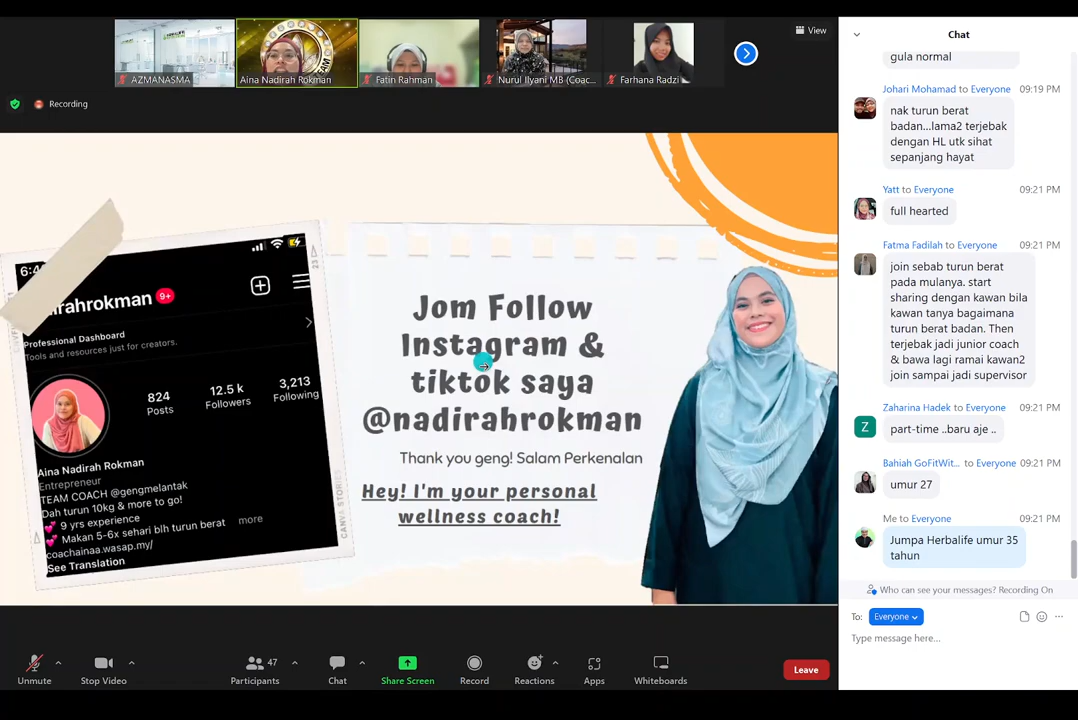 AZMANASMA
Aina Nadirah Rokman
Fatin Rahman
Nurul Ilyani MB (Coac...
Farhana Radzi
View
Recording
6:4
dirahrokman 9+
Professional Dashboard
Tools and resources just for creators.
824
Posts
12.5 k
Followers
3,213
Following
Aina Nadirah Rokman
Entrepreneur
TEAM COACH @gengmelantak
Dah turun 10kg & more to go!
9 yrs experience
Makan 5-6x sehari blh turun berat more
coachainaa.wasap.my/
See Translation
CANVA STORIES
23
Jom Follow
Instagram &
tiktok saya
@nadirahrokman
Thank you geng! Salam Perkenalan
Hey! I'm your personal
wellness coach!
Chat
gula normal
Johari Mohamad to Everyone 09:19 PM
nak turun berat
badan...lama2 terjebak
dengan HL utk sihat
sepanjang hayat
Yatt to Everyone 09:21 PM
full hearted
Fatma Fadilah to Everyone 09:21 PM
join sebab turun berat
pada mulanya. start
sharing dengan kawan bila
kawan tanya bagaimana
turun berat badan. Then
terjebak jadi junior coach
& bawa lagi ramai kawan2
join sampai jadi supervisor
Zaharina Hadek to Everyone 09:21 PM
Z
part-time ..baru aje ..
Bahiah GoFitWit... to Everyone 09:21 PM
umur 27
Me to Everyone 09:21 PM
Jumpa Herbalife umur 35
tahun
Who can see your messages? Recording On
To: Everyone
Type message here...
Unmute
Stop Video
47
Participants
Chat
Share Screen
Record
Reactions
Apps
Whiteboards
Leave